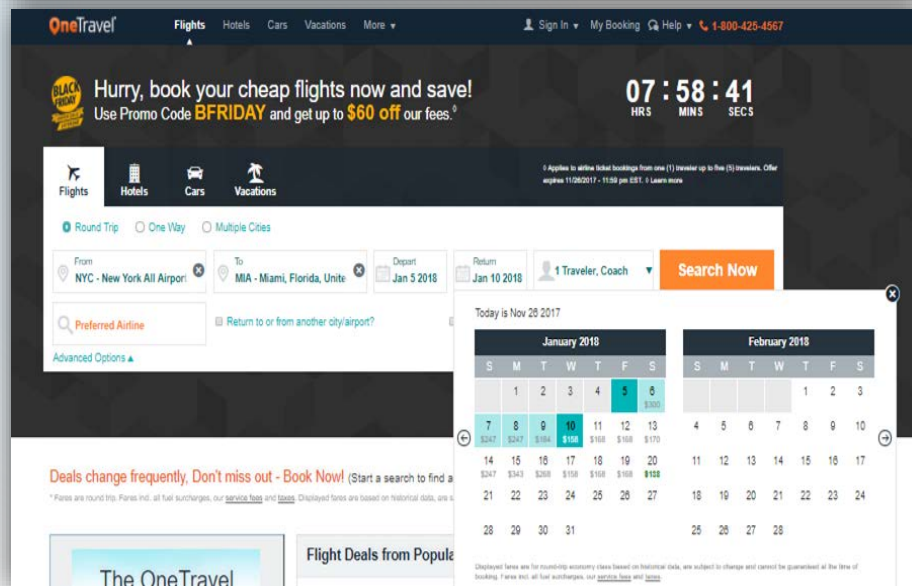 OneTravel
Flights Hotels Cars Vacations More
Sign In My Booking Help 1-800-425-4567
BLACK FRIDAY
Hurry, book your cheap flights now and save!
Use Promo Code BFRIDAY and get up to $60 off our fees.◊
07 : 58 : 41
HRS MINS SECS
Flights Hotels Cars Vacations
◊ Applies to airline ticket bookings from one (1) traveler up to five (5) travelers. Offer
expires 11/26/2017 - 11:59 pm EST. ◊ Learn more
Round Trip One Way Multiple Cities
From To Depart Return
NYC - New York All Airport MIA - Miami, Florida, Unite Jan 5 2018 Jan 10 2018 1 Traveler, Coach Search Now
Preferred Airline Return to or from another city/airport?
Advanced Options
Today is Nov 26 2017
January 2018
S M T W T F S
1 2 3 4 5 6
$300
7 8 9 10 11 12 13
$247 $247 $184 $158 $168 $168 $170
14 15 16 17 18 19 20
$247 $343 $268 $158 $168 $168 $138
21 22 23 24 25 26 27
28 29 30 31
February 2018
S M T W T F S
1 2 3
4 5 6 7 8 9 10
11 12 13 14 15 16 17
18 19 20 21 22 23 24
25 26 27 28
Displayed fares are for round-trip economy class based on historical data, are subject to change and cannot be guaranteed at the time of
booking. Fares incl. all fuel surcharges, our service fees and taxes.
Deals change frequently, Don't miss out - Book Now! (Start a search to find a
* Fares are round trip. Fares incl. all fuel surcharges, our service fees and taxes. Displayed fares are based on historical data, are s
The OneTravel
Flight Deals from Popula